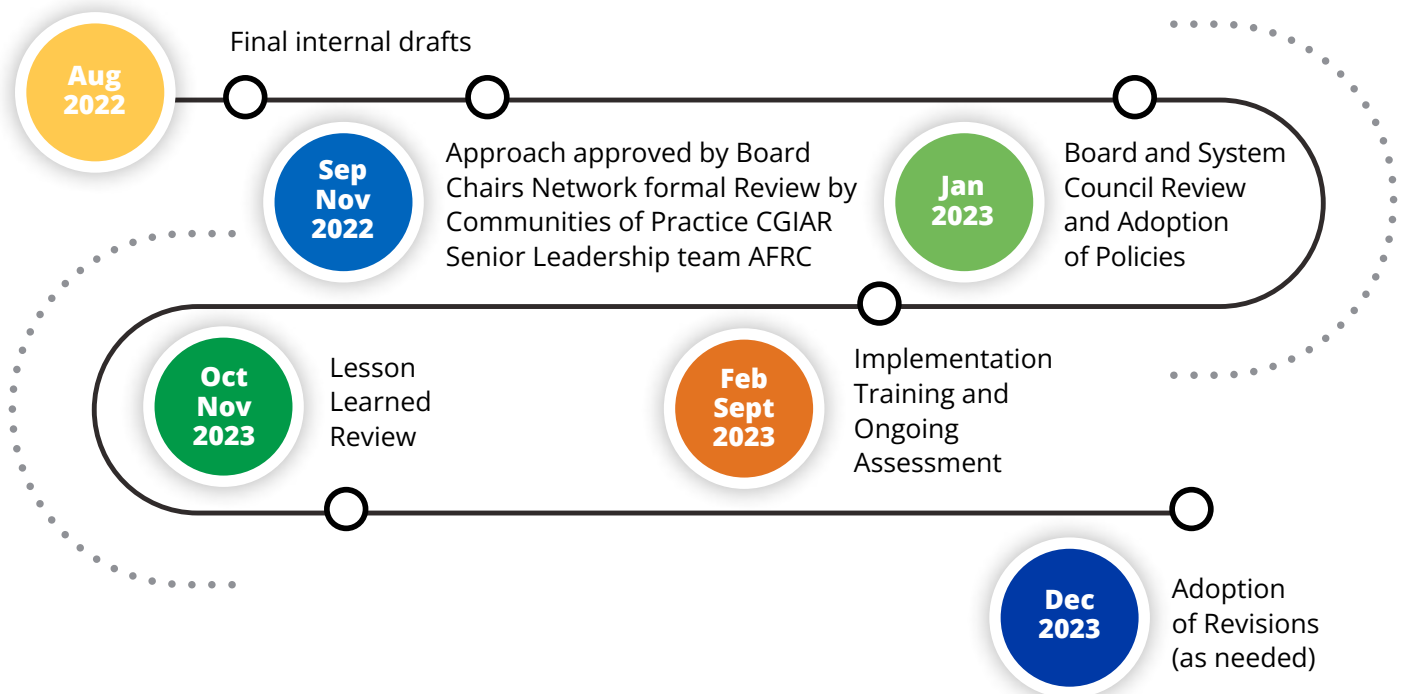 Aug
2022
Final internal drafts
Sep
Nov
2022
Approach approved by Board
Chairs Network formal Review by
Communities of Practice CGIAR
Senior Leadership team AFRC
Jan
2023
Board and System
Council Review
and Adoption
of Policies
Feb
Sept
2023
Implementation
Training and
Ongoing
Assessment
Oct
Nov
2023
Lesson
Learned
Review
Dec
2023
Adoption
of Revisions
(as needed)